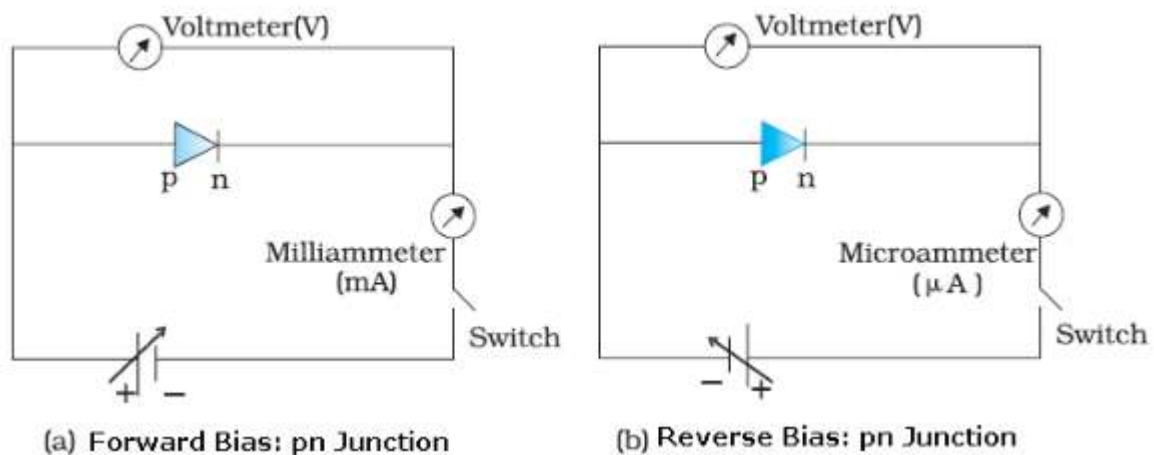 Voltmeter(V)
p n
Milliammeter
(mA)
Switch
+ −
(a) Forward Bias: pn Junction
Voltmeter(V)
p n
Microammeter
(μA)
Switch
− +
(b) Reverse Bias: pn Junction